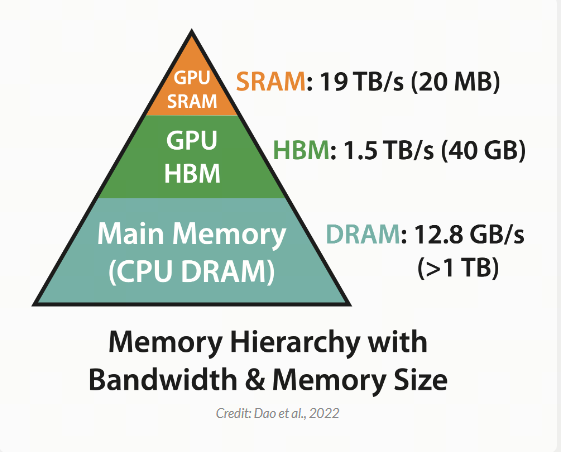 GPU
SRAM
SRAM: 19 TB/s (20 MB)
GPU
HBM
HBM: 1.5 TB/s (40 GB)
Main Memory
(CPU DRAM)
DRAM: 12.8 GB/s
(>1 TB)
Memory Hierarchy with
Bandwidth & Memory Size
Credit: Dao et al., 2022